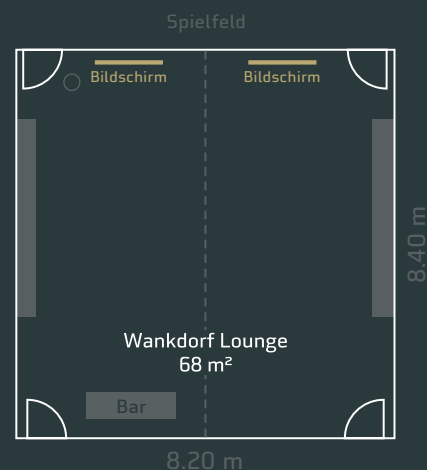 Spielfeld
Bildschirm
Bildschirm
8.40 m
Wankdorf Lounge
68 m²
Bar
8.20 m